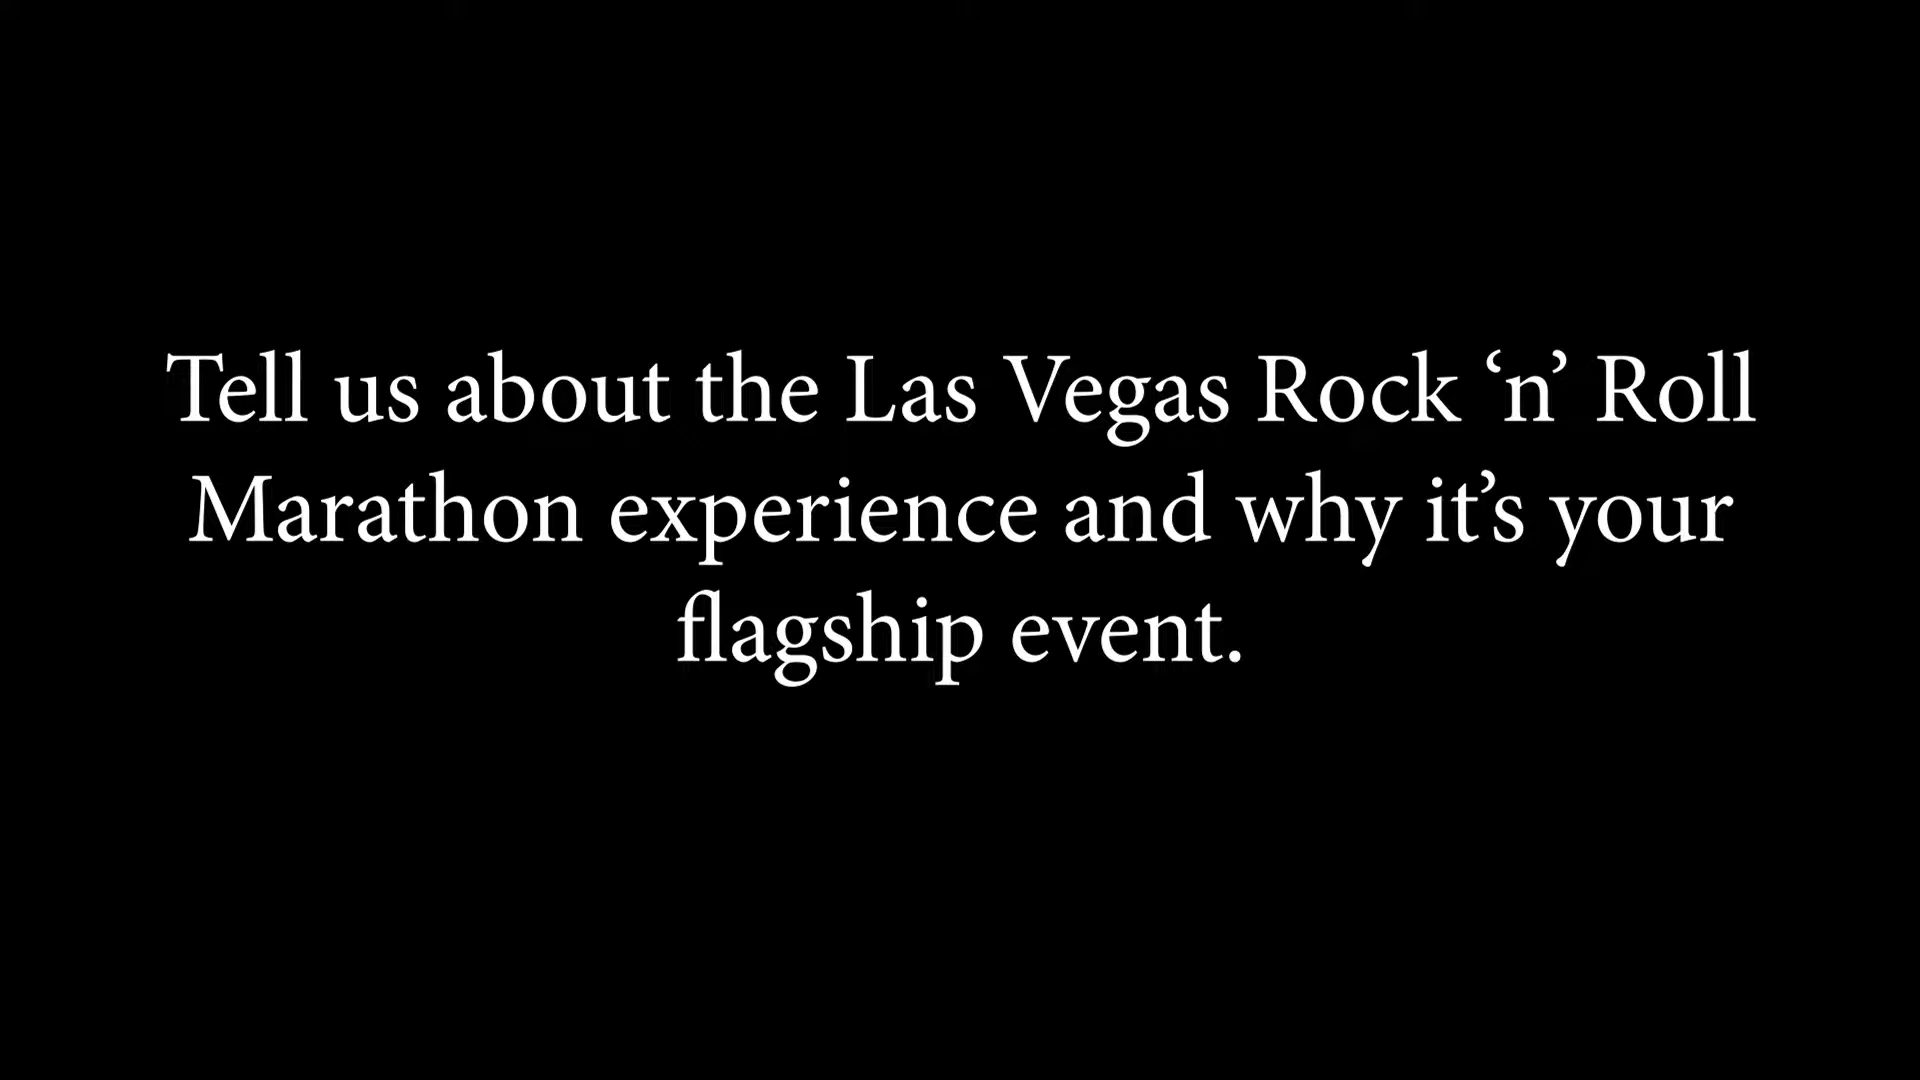 Tell us about the Las Vegas Rock ‘n’ Roll
Marathon experience and why it’s your
flagship event.